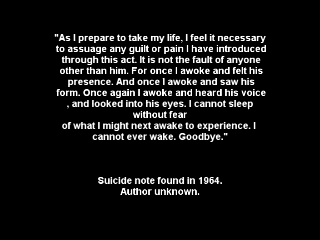 "As I prepare to take my life, I feel it necessary
to assuage any guilt or pain I have introduced
through this act. It is not the fault of anyone
other than him. For once I awoke and felt his
presence. And once I awoke and saw his
form. Once again I awoke and heard his voice
, and looked into his eyes. I cannot sleep
without fear
of what I might next awake to experience. I
cannot ever wake. Goodbye."
Suicide note found in 1964.
Author unknown.